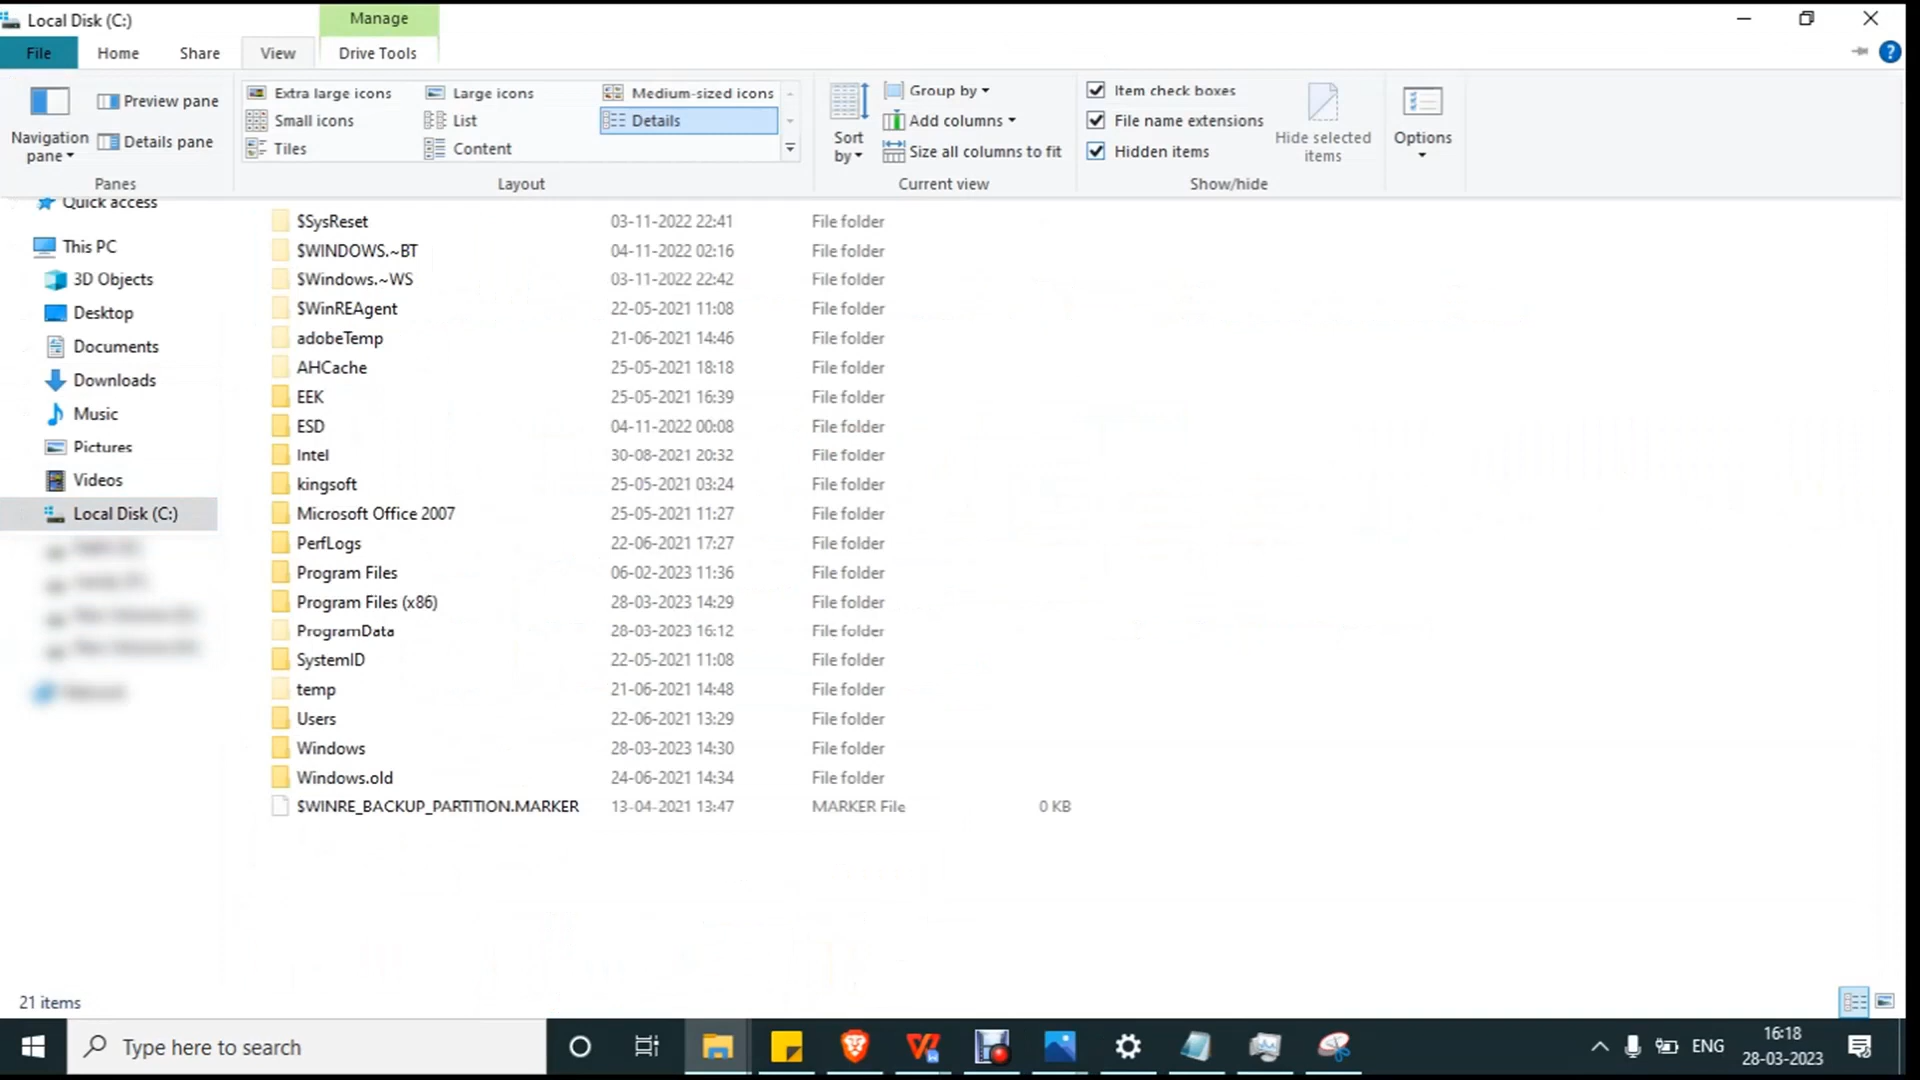 Local Disk (C:)
Manage
File
Home
Share
View
Drive Tools
Navigation pane
Preview pane
Details pane
Panes
Extra large icons
Large icons
Medium-sized icons
Small icons
List
Details
Tiles
Content
Layout
Sort by
Group by
Add columns
Size all columns to fit
Current view
Item check boxes
File name extensions
Hidden items
Hide selected items
Show/hide
Options
Quick access
This PC
3D Objects
Desktop
Documents
Downloads
Music
Pictures
Videos
Local Disk (C:)
$SysReset 03-11-2022 22:41 File folder
$WINDOWS.~BT 04-11-2022 02:16 File folder
$Windows.~WS 03-11-2022 22:42 File folder
$WinREAgent 22-05-2021 11:08 File folder
adobeTemp 21-06-2021 14:46 File folder
AHCache 25-05-2021 18:18 File folder
EEK 25-05-2021 16:39 File folder
ESD 04-11-2022 00:08 File folder
Intel 30-08-2021 20:32 File folder
kingsoft 25-05-2021 03:24 File folder
Microsoft Office 2007 25-05-2021 11:27 File folder
PerfLogs 22-06-2021 17:27 File folder
Program Files 06-02-2023 11:36 File folder
Program Files (x86) 28-03-2023 14:29 File folder
ProgramData 28-03-2023 16:12 File folder
SystemID 22-05-2021 11:08 File folder
temp 21-06-2021 14:48 File folder
Users 22-06-2021 13:29 File folder
Windows 28-03-2023 14:30 File folder
Windows.old 24-06-2021 14:34 File folder
$WINRE_BACKUP_PARTITION.MARKER 13-04-2021 13:47 MARKER File 0 KB
21 items
Type here to search
ENG
16:18
28-03-2023